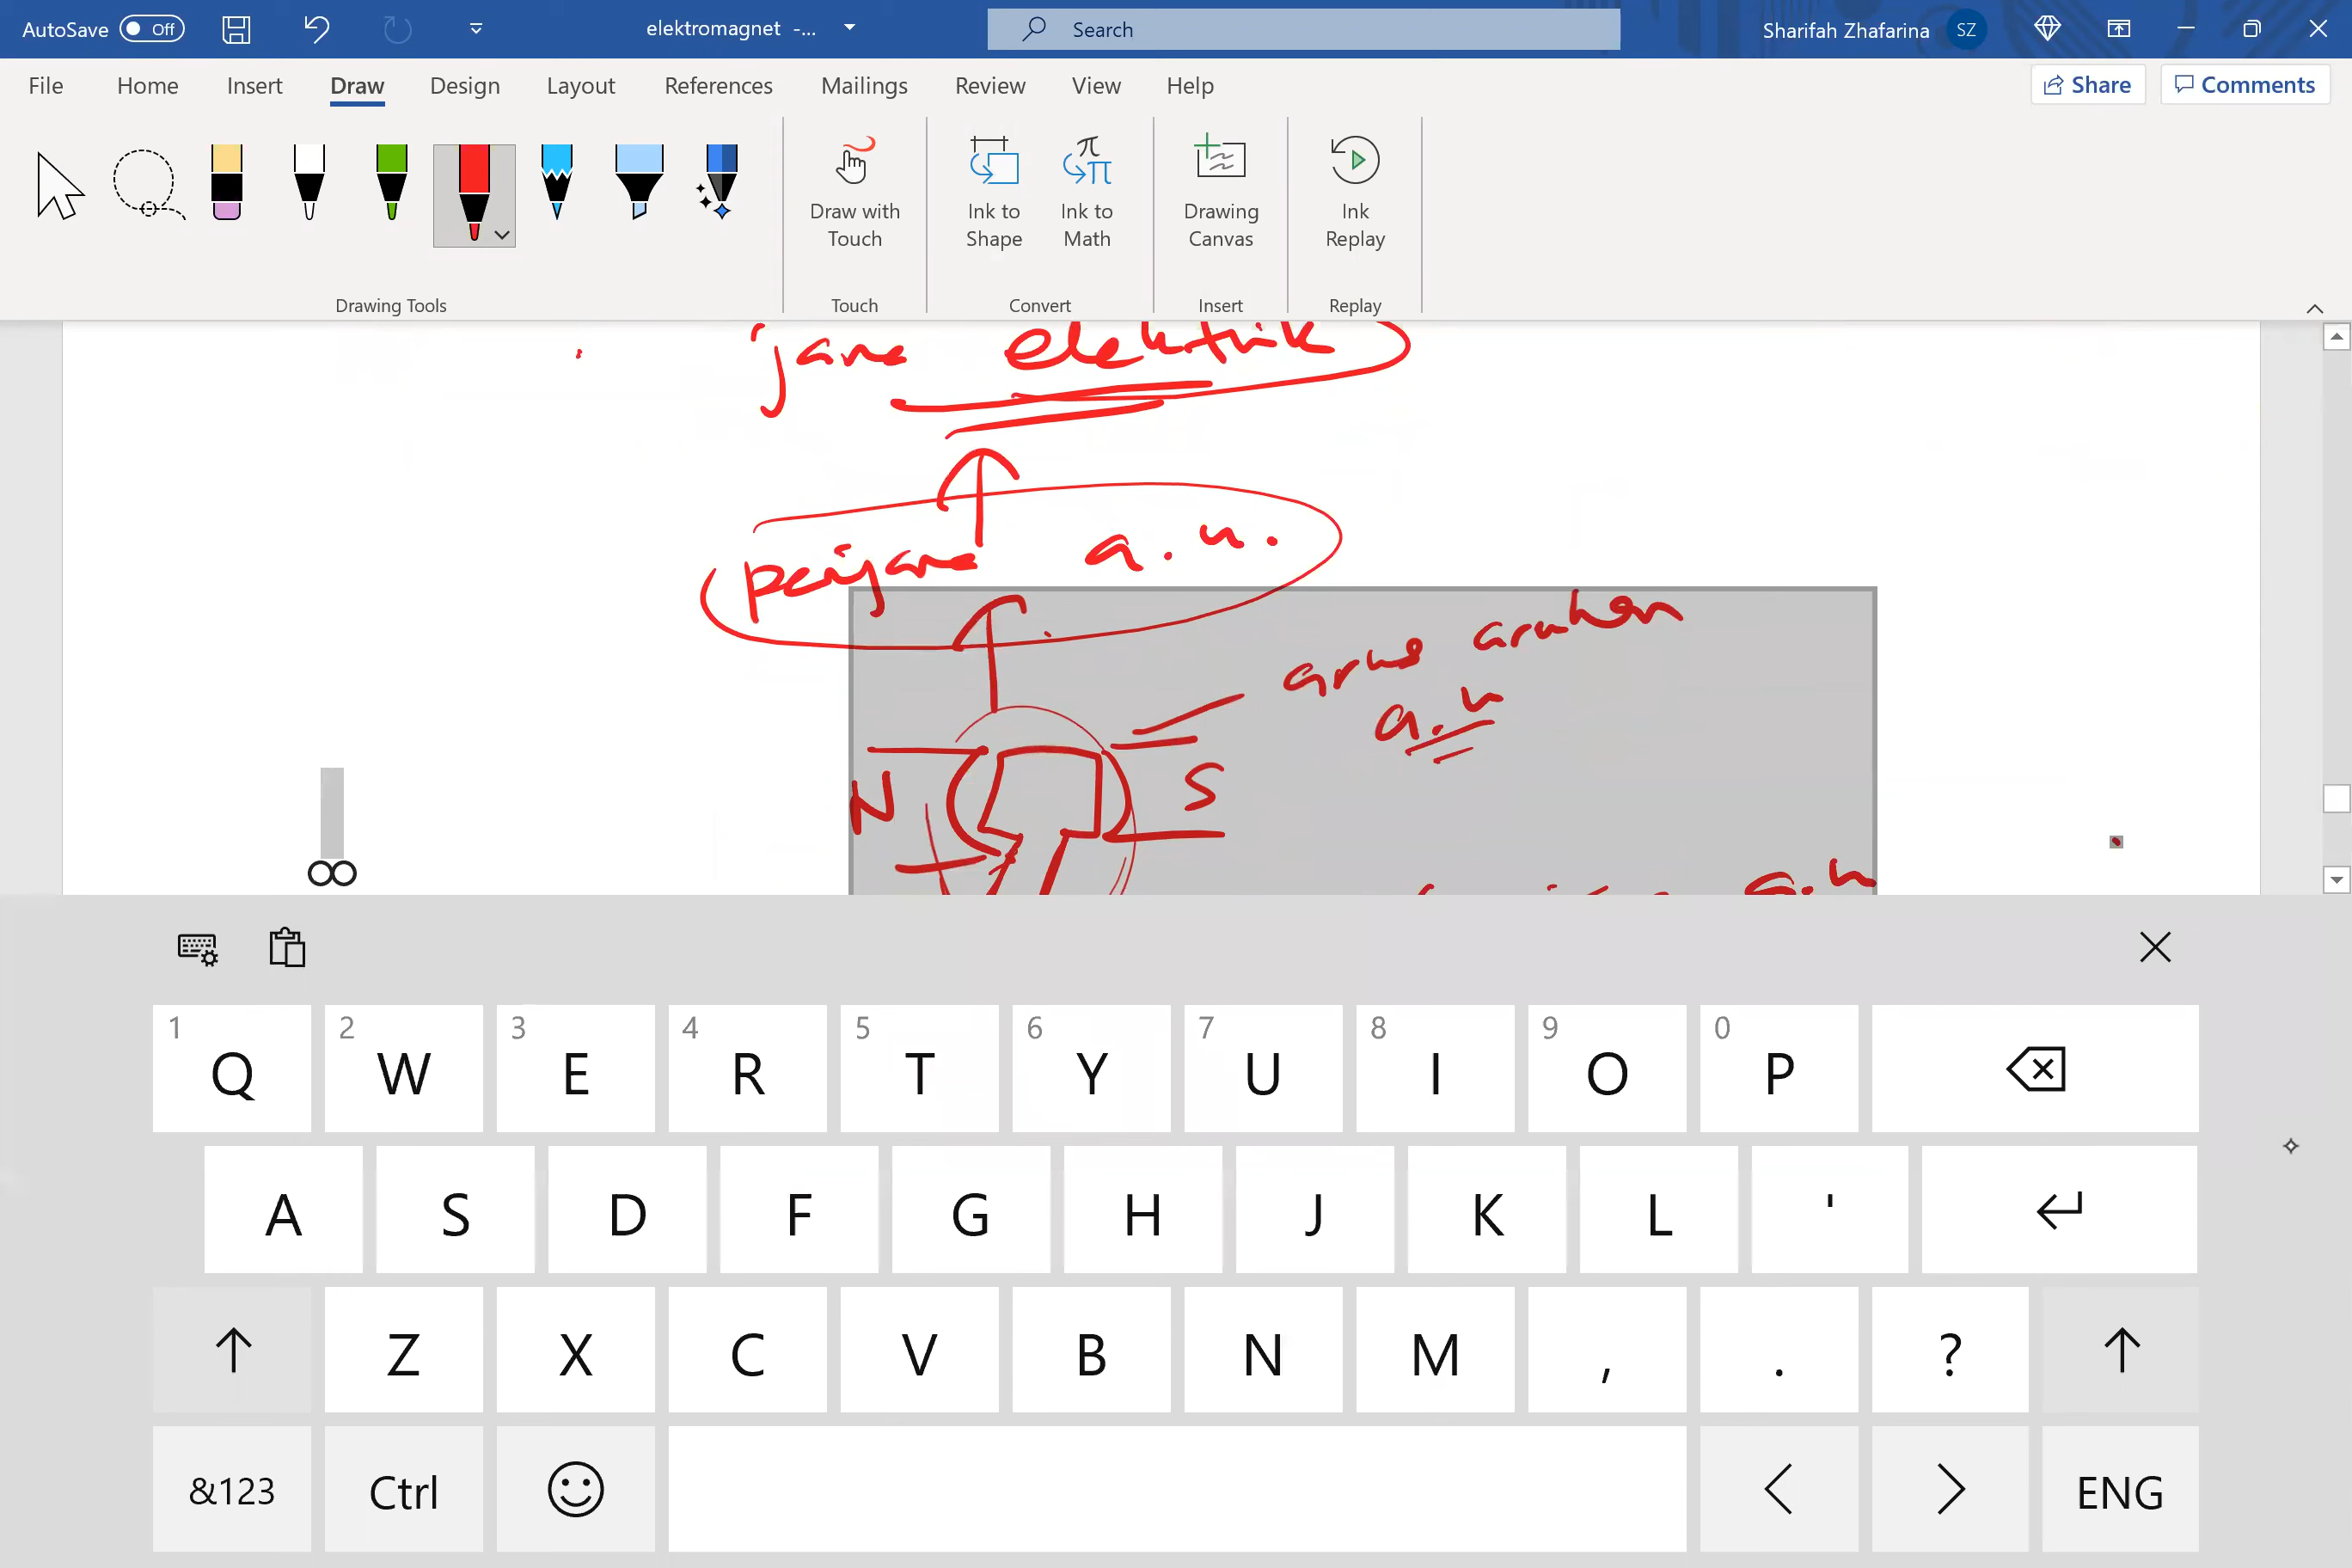 AutoSave Off elektromagnet -... Search Sharifah Zhafarina SZ
File Home Insert Draw Design Layout References Mailings Review View Help Share Comments
Draw with Touch
Ink to Shape
Ink to Math
Drawing Canvas
Ink Replay
Drawing Tools Touch Convert Insert Replay
jana elektrik
penjana a.u.
arus aruhan
a.u
N S
a.u
1 Q 2 W 3 E 4 R 5 T 6 Y 7 U 8 I 9 O 0 P
A S D F G H J K L '
Z X C V B N M , . ?
&123 Ctrl ENG